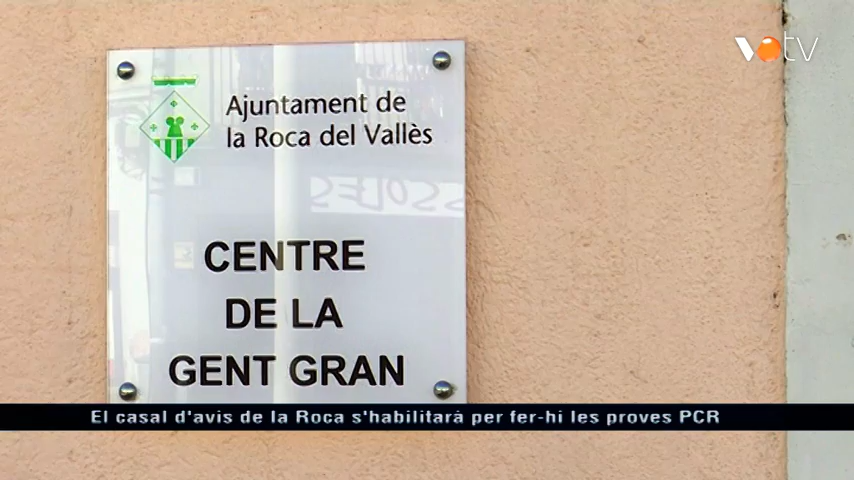 VOtv
Ajuntament de
la Roca del Vallès
CENTRE
DE LA
GENT GRAN
El casal d'avis de la Roca s'habilitarà per fer-hi les proves PCR